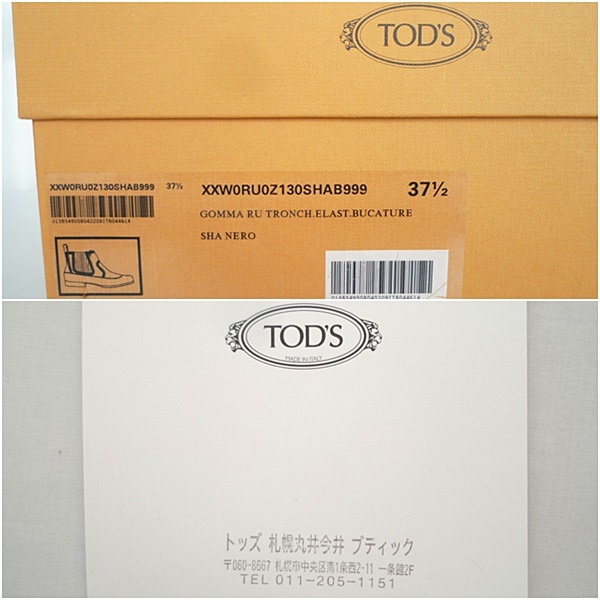 TOD'S
XXW0RU0Z130SHAB999 37½
XXW0RU0Z130SHAB999 37½
GOMMA RU TRONCH.ELAST.BUCATURE
SHA NERO
TOD'S
MADE IN ITALY
トッズ 札幌丸井今井 ブティック
〒060-8667 札幌市中央区南1条西2-11 一条館2F
TEL 011-205-1151